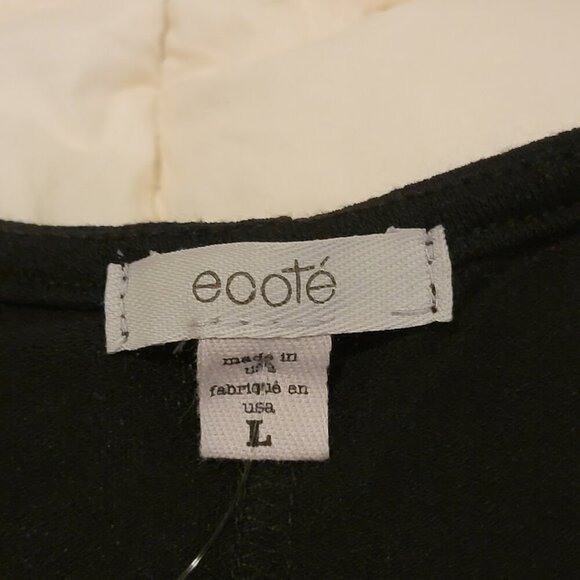 ecoté
made in
usa
fabriqué en
usa
L